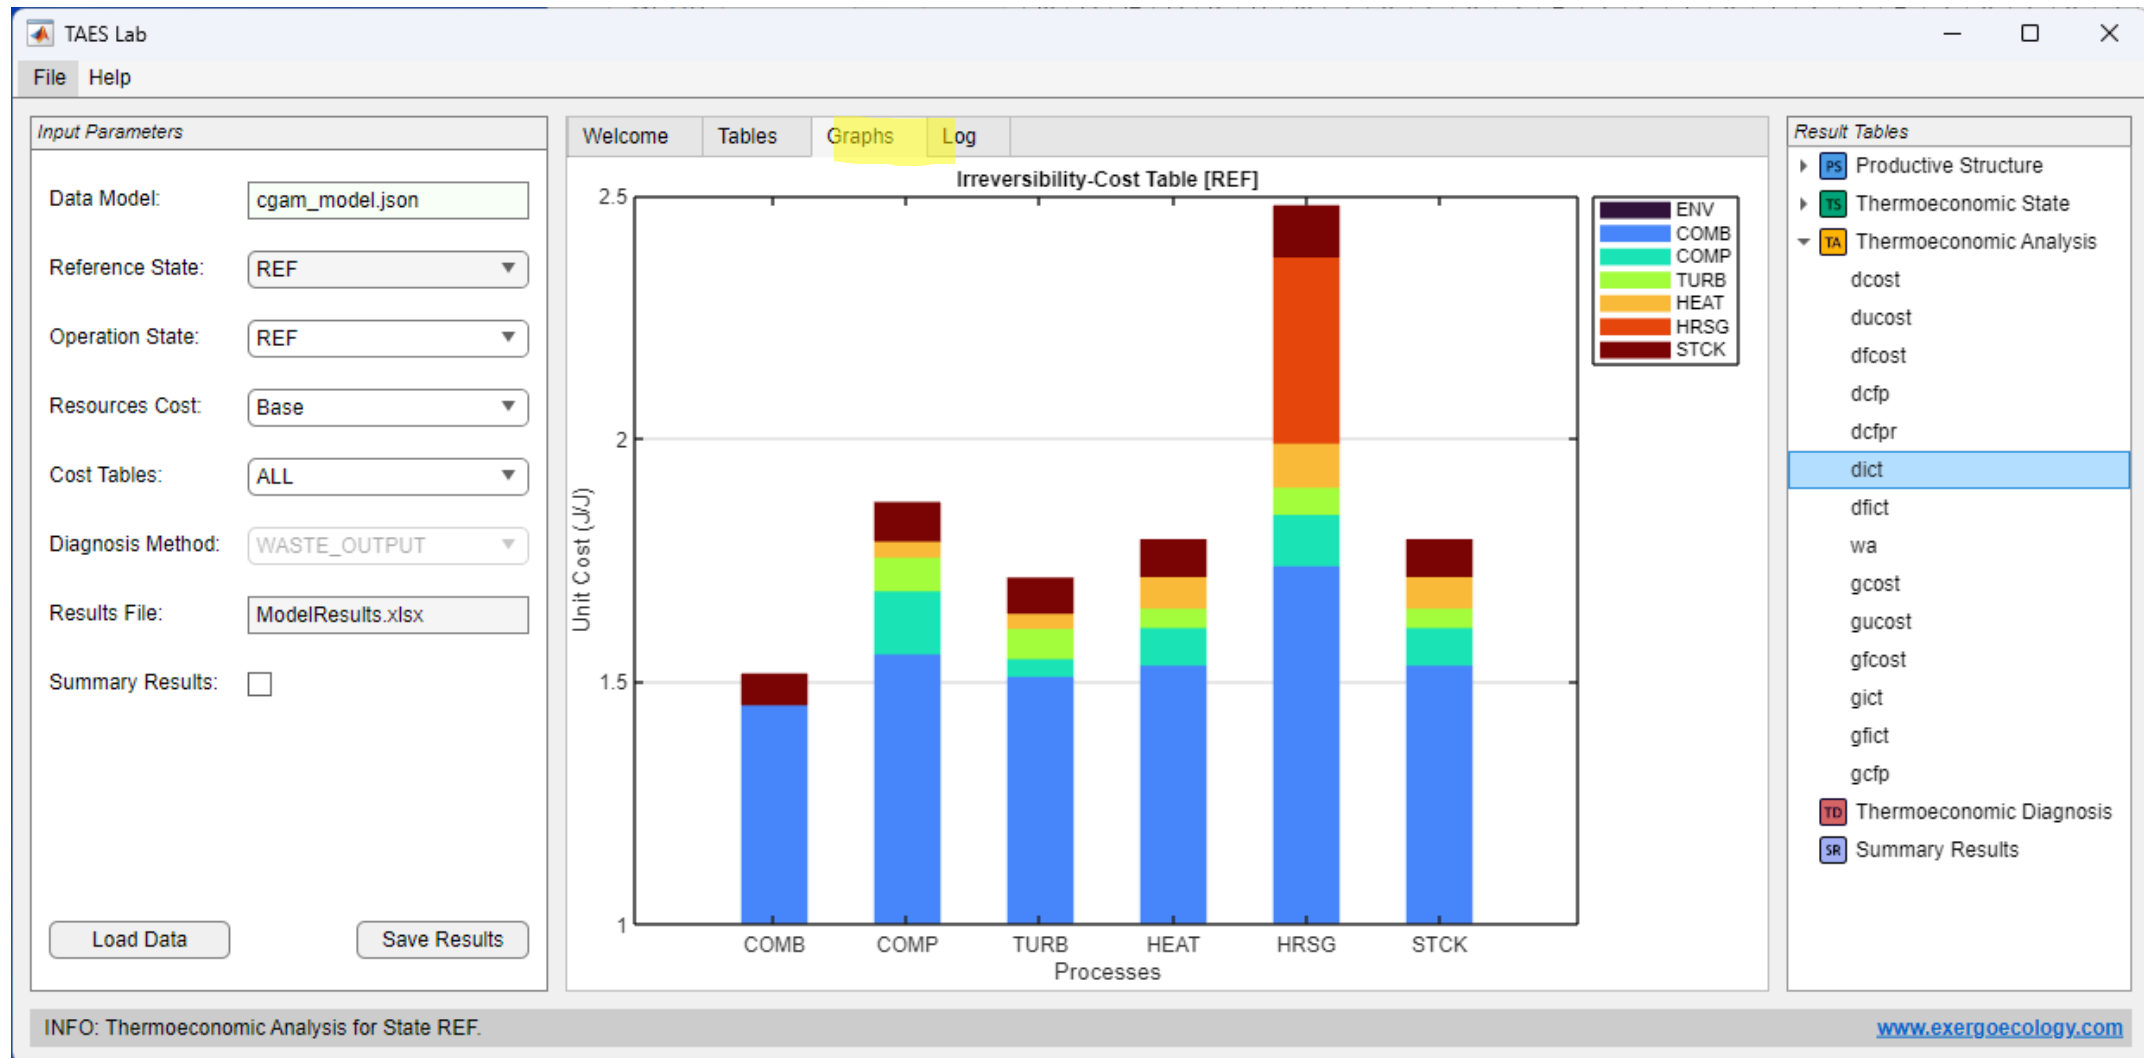 TAES Lab
File Help
Input Parameters
Data Model: cgam_model.json
Reference State: REF
Operation State: REF
Resources Cost: Base
Cost Tables: ALL
Diagnosis Method: WASTE_OUTPUT
Results File: ModelResults.xlsx
Summary Results:
Load Data Save Results
Welcome Tables Graphs Log
Irreversibility-Cost Table [REF]
2.5
2
1.5
1
Unit Cost (J/J)
COMB COMP TURB HEAT HRSG STCK
Processes
ENV
COMB
COMP
TURB
HEAT
HRSG
STCK
Result Tables
PS Productive Structure
TS Thermoeconomic State
TA Thermoeconomic Analysis
dcost
ducost
dfcost
dcfp
dcfpr
dict
dfict
wa
gcost
gucost
gfcost
gict
gfict
gcfp
TD Thermoeconomic Diagnosis
SR Summary Results
INFO: Thermoeconomic Analysis for State REF.
www.exergoecology.com